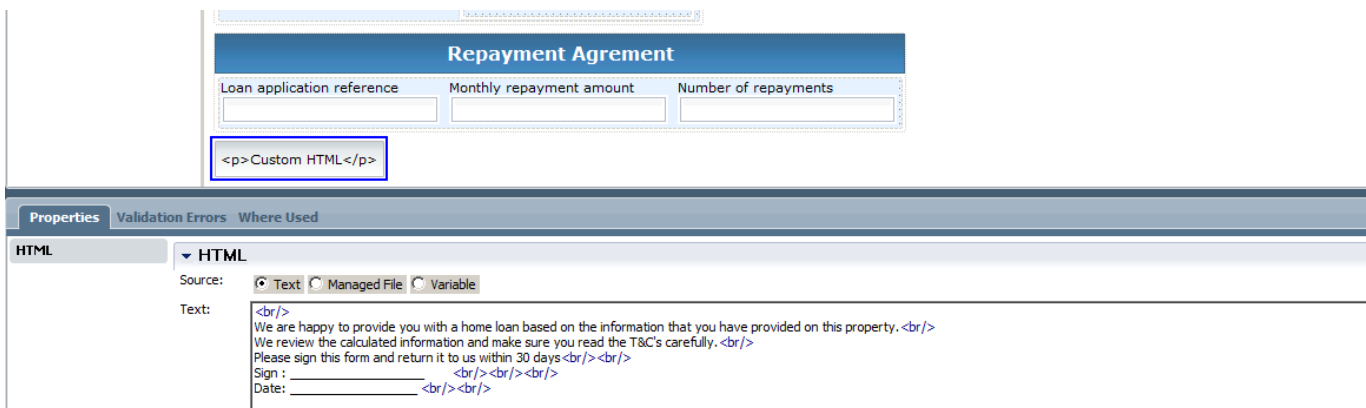 Repayment Agrement
Loan application reference Monthly repayment amount Number of repayments
<p>Custom HTML</p>
Properties Validation Errors Where Used
HTML
HTML
Source: Text Managed File Variable
Text:
<br/>
We are happy to provide you with a home loan based on the information that you have provided on this property.<br/>
We review the calculated information and make sure you read the T&C's carefully.<br/>
Please sign this form and return it to us within 30 days<br/><br/>
Sign : ____________________ <br/><br/><br/>
Date: ___________________ <br/><br/>